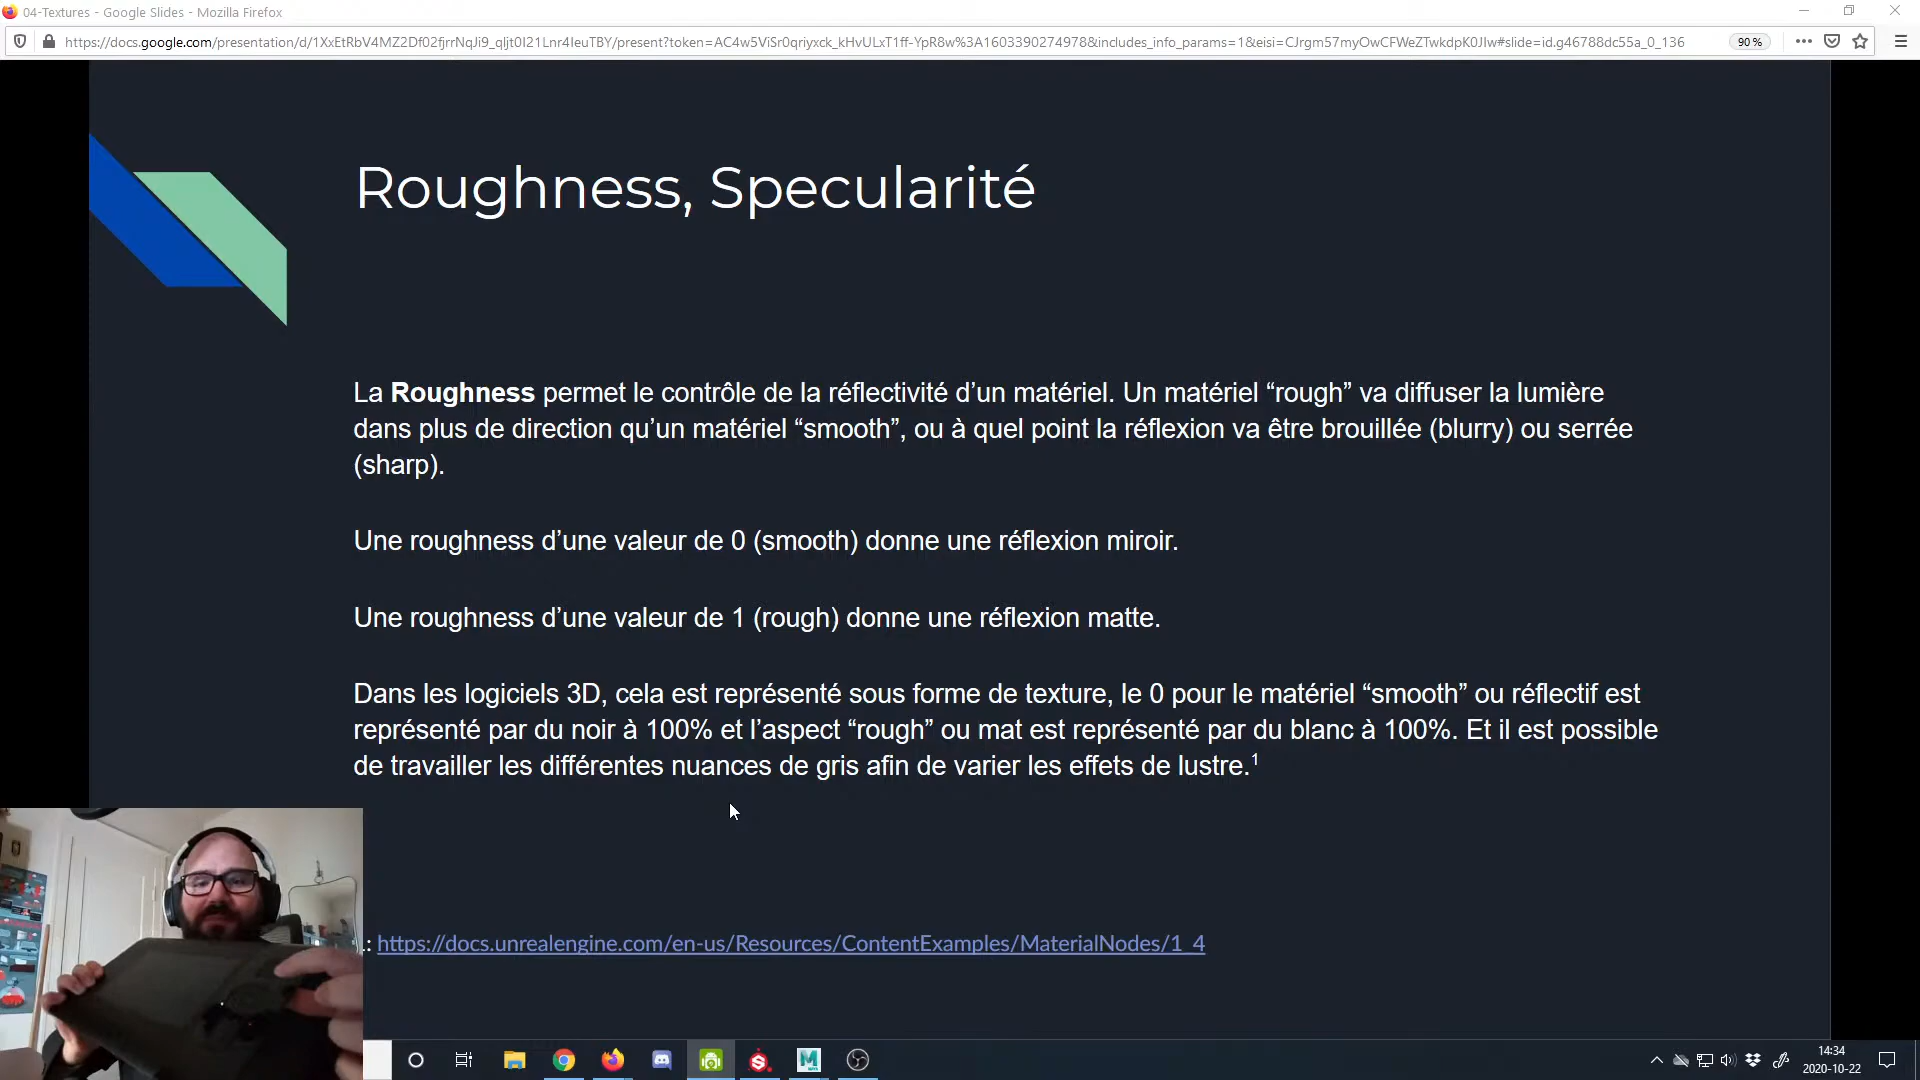 04-Textures - Google Slides - Mozilla Firefox
https://docs.google.com/presentation/d/1XxEtRbV4MZ2Df02fjrrNqJi9_qljt0I21Lnr4IeuTBY/present?token=AC4w5ViSr0qriyxck_kHvULxT1ff-YpR8w%3A1603390274978&includes_info_params=1&eisi=CJrgm57myOwCFWeZTwkdpK0JIw#slide=id.g46788dc55a_0_136
90 %
Roughness, Specularité
La Roughness permet le contrôle de la réflectivité d’un matériel. Un matériel “rough” va diffuser la lumière
dans plus de direction qu’un matériel “smooth”, ou à quel point la réflexion va être brouillée (blurry) ou serrée
(sharp).
Une roughness d’une valeur de 0 (smooth) donne une réflexion miroir.
Une roughness d’une valeur de 1 (rough) donne une réflexion matte.
Dans les logiciels 3D, cela est représenté sous forme de texture, le 0 pour le matériel “smooth” ou réflectif est
représenté par du noir à 100% et l’aspect “rough” ou mat est représenté par du blanc à 100%. Et il est possible
de travailler les différentes nuances de gris afin de varier les effets de lustre.¹
.: https://docs.unrealengine.com/en-us/Resources/ContentExamples/MaterialNodes/1_4
14:34
2020-10-22